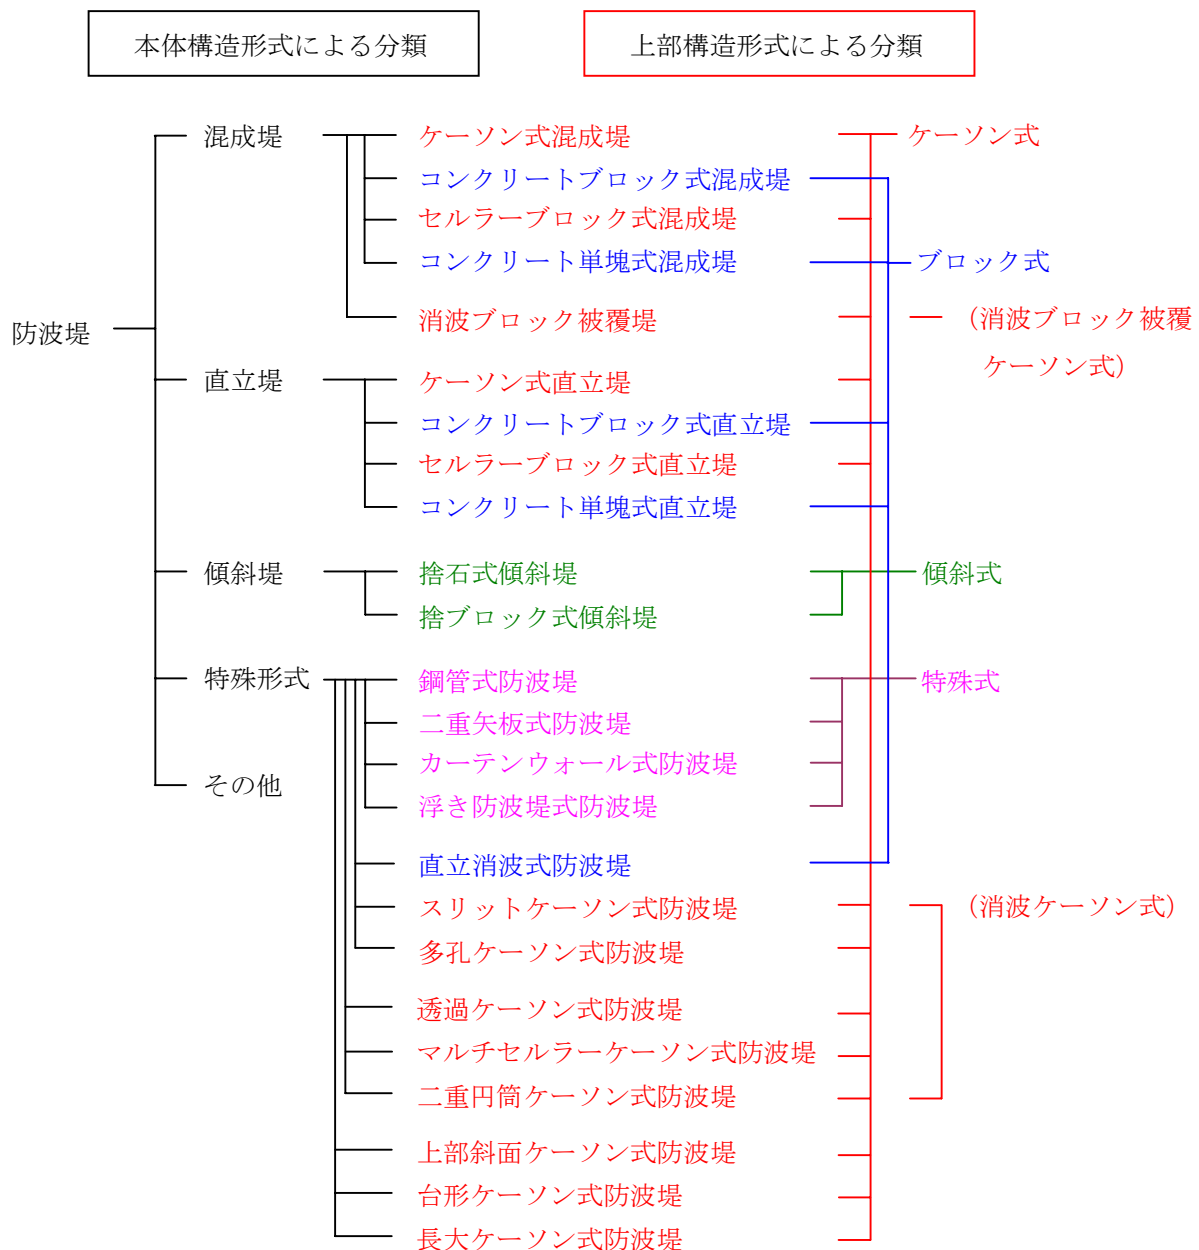 本体構造形式による分類
上部構造形式による分類
防波堤
混成堤
ケーソン式混成堤
ケーソン式
コンクリートブロック式混成堤
セルラーブロック式混成堤
コンクリート単塊式混成堤
ブロック式
消波ブロック被覆堤
(消波ブロック被覆
ケーソン式)
直立堤
ケーソン式直立堤
コンクリートブロック式直立堤
セルラーブロック式直立堤
コンクリート単塊式直立堤
傾斜堤
捨石式傾斜堤
傾斜式
捨ブロック式傾斜堤
特殊形式
鋼管式防波堤
特殊式
二重矢板式防波堤
カーテンウォール式防波堤
その他
浮き防波堤式防波堤
直立消波式防波堤
スリットケーソン式防波堤
(消波ケーソン式)
多孔ケーソン式防波堤
透過ケーソン式防波堤
マルチセルラーケーソン式防波堤
二重円筒ケーソン式防波堤
上部斜面ケーソン式防波堤
台形ケーソン式防波堤
長大ケーソン式防波堤